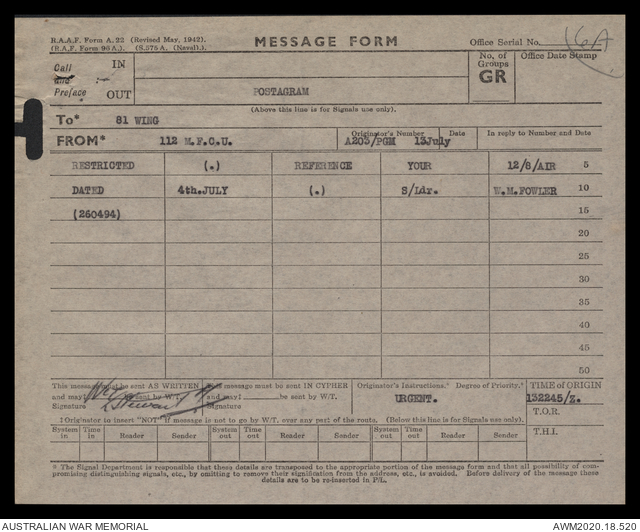 R.A.A.F. Form A.22 (Revised May, 1942).
(R.A.F. Form 96A.). (S.575A. (Naval).).
MESSAGE FORM
Office Serial No. 6A
Call and Preface
IN
OUT
POSTAGRAM
No. of Groups
GR
Office Date Stamp
(Above this line is for Signals use only).
To* 81 WING
FROM* 112 M.F.C.U.
Originator's Number A203/PGM
Date 13July
In reply to Number and Date
RESTRICTED (.) REFERENCE YOUR 12/8/AIR 5
DATED 4th.JULY (.) S/Ldr. W.M.FOWLER 10
(260494) 15
20
25
30
35
40
45
50
This message must be sent AS WRITTEN
and may be sent by W.T.
Signature
message must be sent IN CYPHER
and may be sent by W.T.
Signature
Originator's Instructions.* Degree of Priority.*
URGENT.
TIME OF ORIGIN
132245/Z.
T.O.R.
‡ Originator to insert "NOT" if message is not to go by W/T. over any part of the route. (Below this line is for Signals use only).
T.H.I.
System in Time in Reader Sender System out Time out Reader Sender System out Time out Reader Sender
* The Signal Department is responsible that these details are transposed to the appropriate portion of the message form and that all possibility of com-
promising distinguishing signals, etc., by omitting to remove their signification from the address, etc., is avoided. Before delivery of the message these
details are to be re-inserted in P/L.
AUSTRALIAN WAR MEMORIAL
AWM2020.18.520